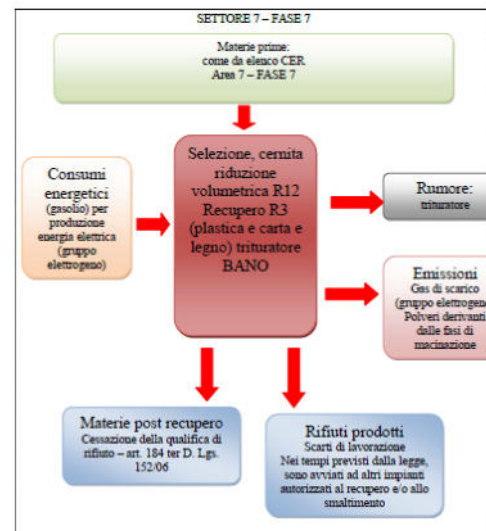 SETTORE 7 – FASE 7
Materie prime:
come da elenco CER
Area 7 – FASE 7
Consumi
energetici
(gasolio) per
produzione
energia elettrica
(gruppo
elettrogeno)
Selezione, cernita
riduzione
volumetrica R12
Recupero R3
(plastica e carta e
legno) trituratore
BANO
Rumore:
trituratore
Emissioni
Gas di scarico
(gruppo elettrogeno
Polveri derivanti
dalle fasi di
macinazione
Materie post recupero
Cessazione della qualifica di
rifiuto – art. 184 ter D. Lgs.
152/06
Rifiuti prodotti
Scarti di lavorazione
Nei tempi previsti dalla legge,
sono avviati ad altri impianti
autorizzati al recupero e/o allo
smaltimento